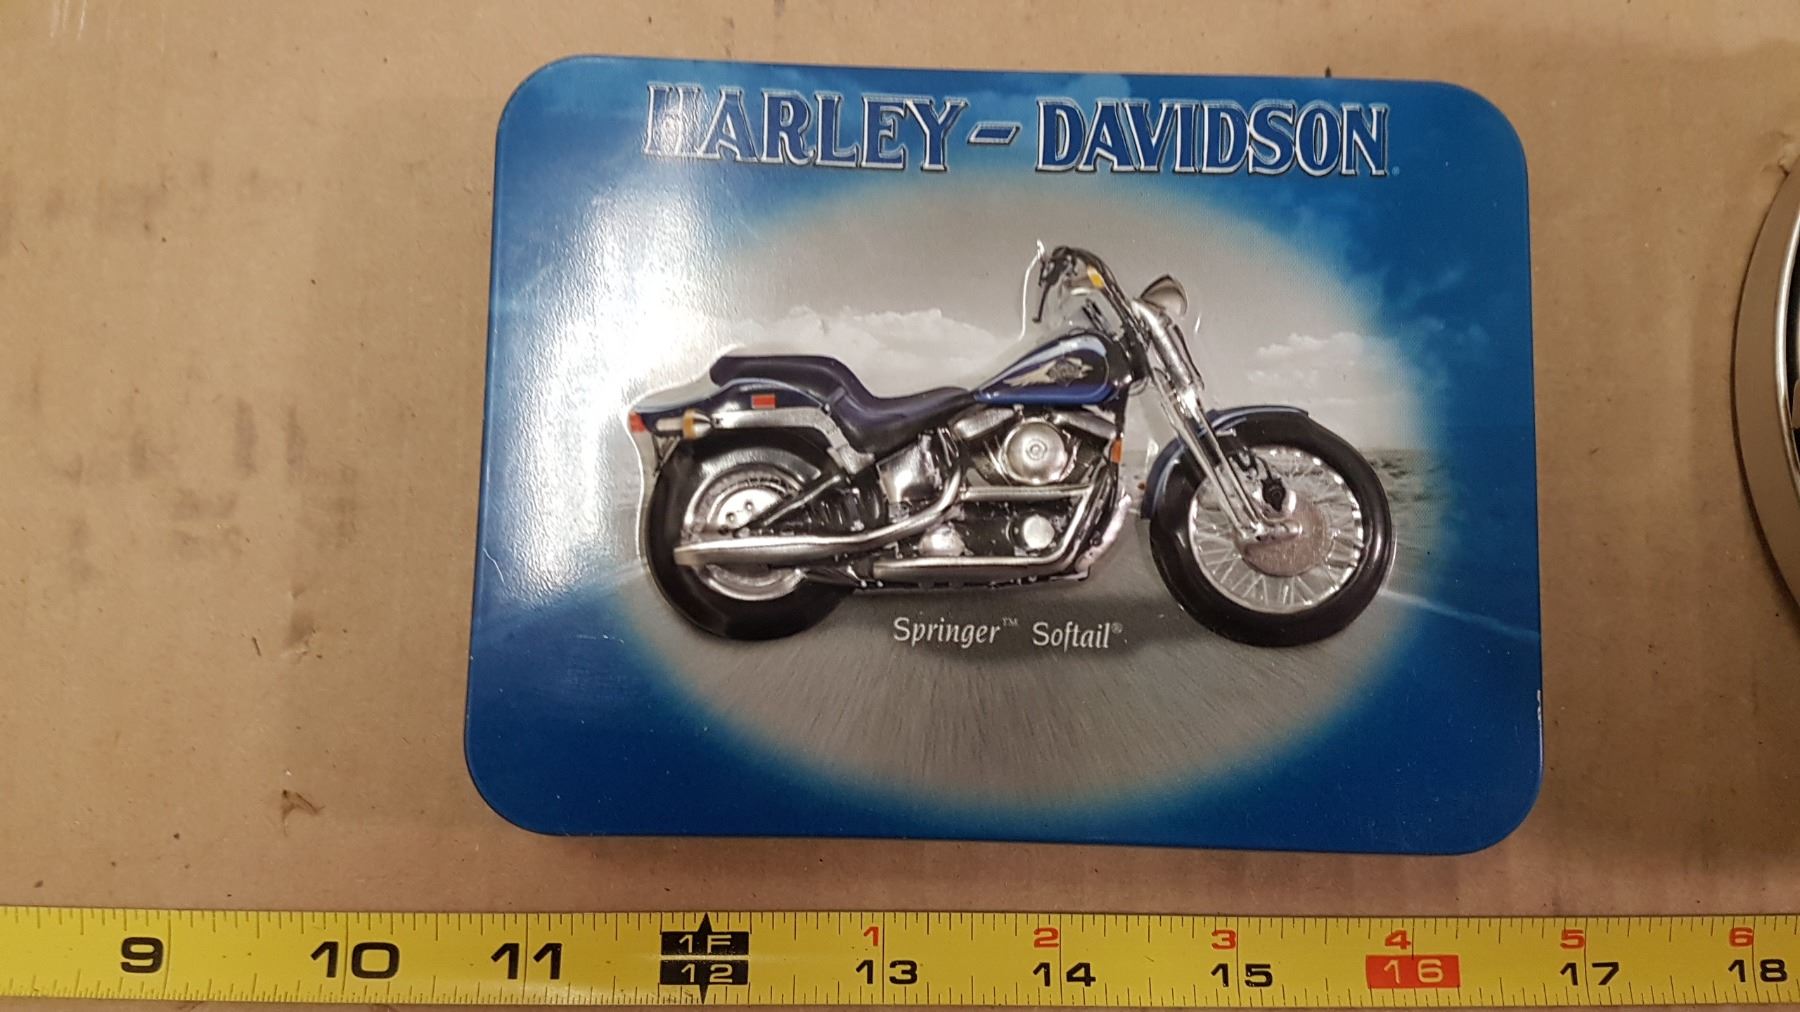 HARLEY - DAVIDSON
Springer™ Softail®
1F 1 2 3 4 5 6
9 10 11 12 13 14 15 16 17 18